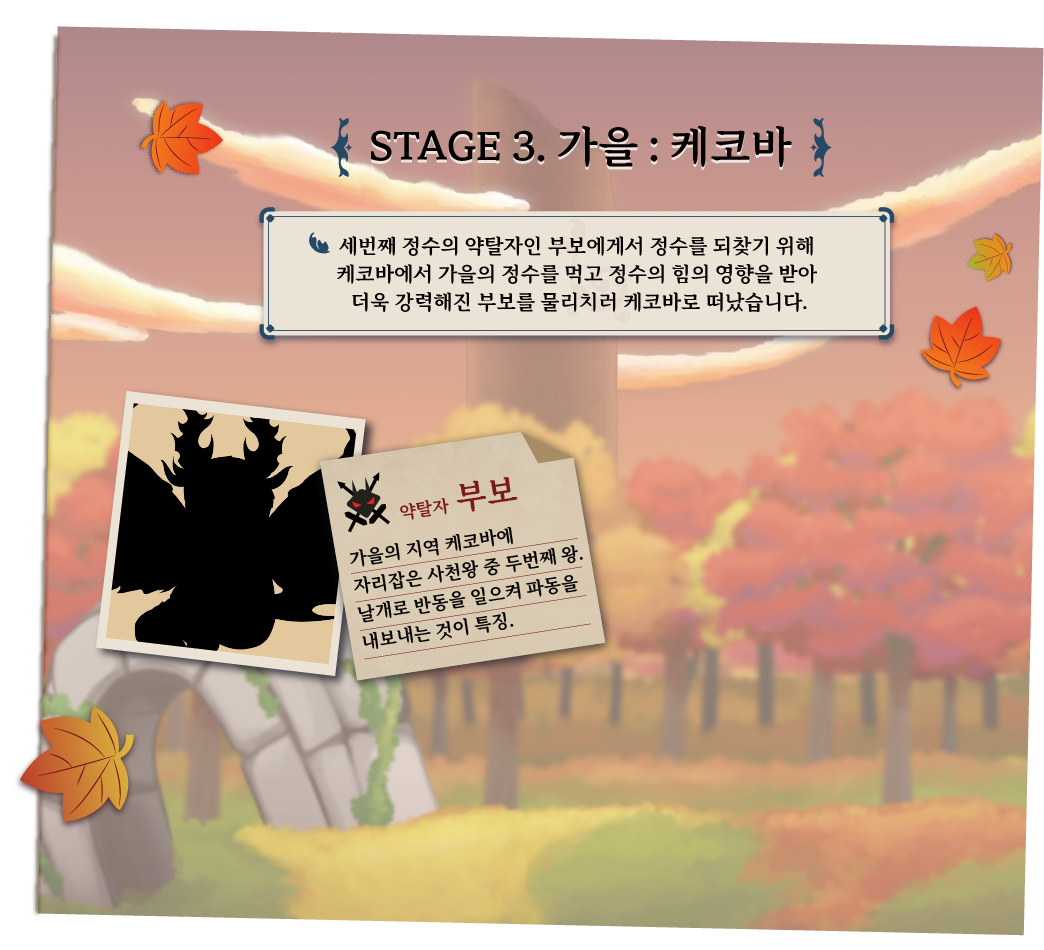 STAGE 3. 가을 : 케코바
세번째 정수의 약탈자인 부보에게서 정수를 되찾기 위해
케코바에서 가을의 정수를 먹고 정수의 힘의 영향을 받아
더욱 강력해진 부보를 물리치러 케코바로 떠났습니다.
약탈자 부보
가을의 지역 케코바에
자리잡은 사천왕 중 두번째 왕.
날개로 반동을 일으켜 파동을
내보내는 것이 특징.